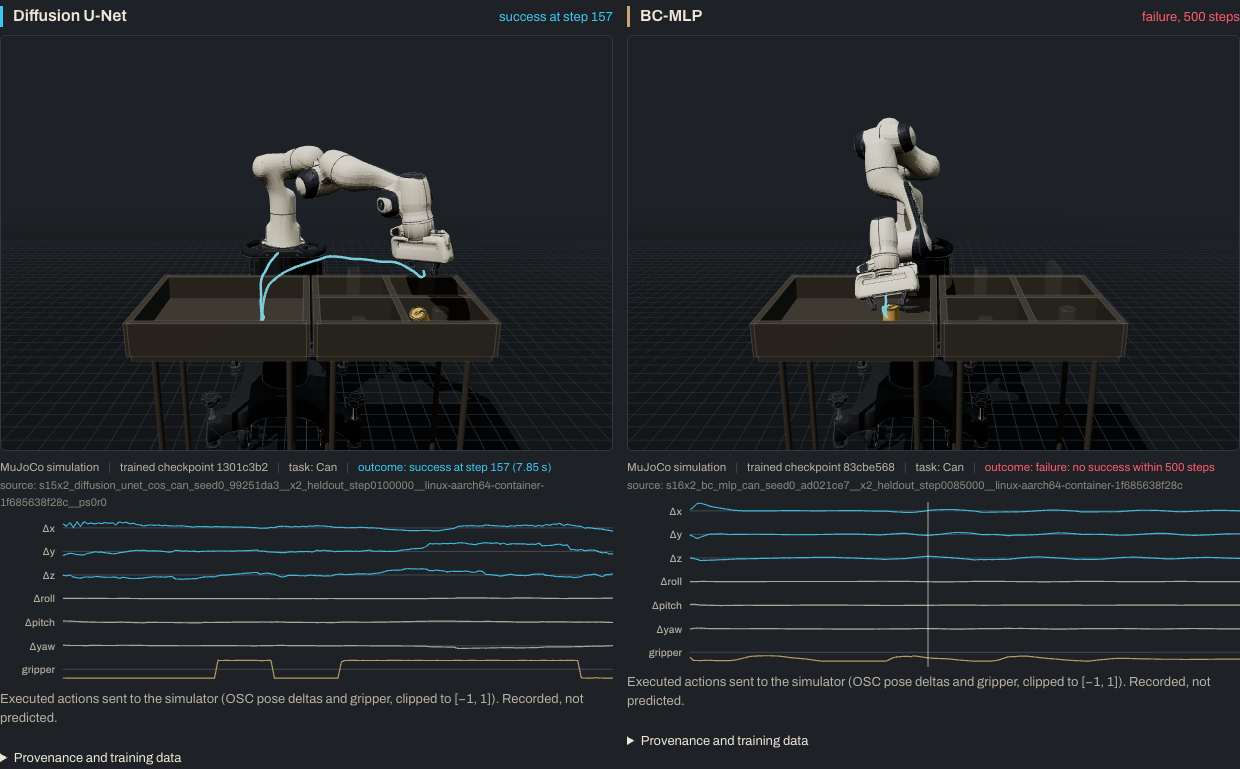 Diffusion U-Net
success at step 157
MuJoCo simulation | trained checkpoint 1301c3b2 | task: Can | outcome: success at step 157 (7.85 s)
source: s15x2_diffusion_unet_cos_can_seed0_99251da3__x2_heldout_step0100000__linux-aarch64-container-
1f685638f28c__ps0r0
Δx
Δy
Δz
Δroll
Δpitch
Δyaw
gripper
Executed actions sent to the simulator (OSC pose deltas and gripper, clipped to [−1, 1]). Recorded, not
predicted.
▶ Provenance and training data
BC-MLP
failure, 500 steps
MuJoCo simulation | trained checkpoint 83cbe568 | task: Can | outcome: failure: no success within 500 steps
source: s16x2_bc_mlp_can_seed0_ad021ce7__x2_heldout_step0085000__linux-aarch64-container-1f685638f28c
Δx
Δy
Δz
Δroll
Δpitch
Δyaw
gripper
Executed actions sent to the simulator (OSC pose deltas and gripper, clipped to [−1, 1]). Recorded, not
predicted.
▶ Provenance and training data